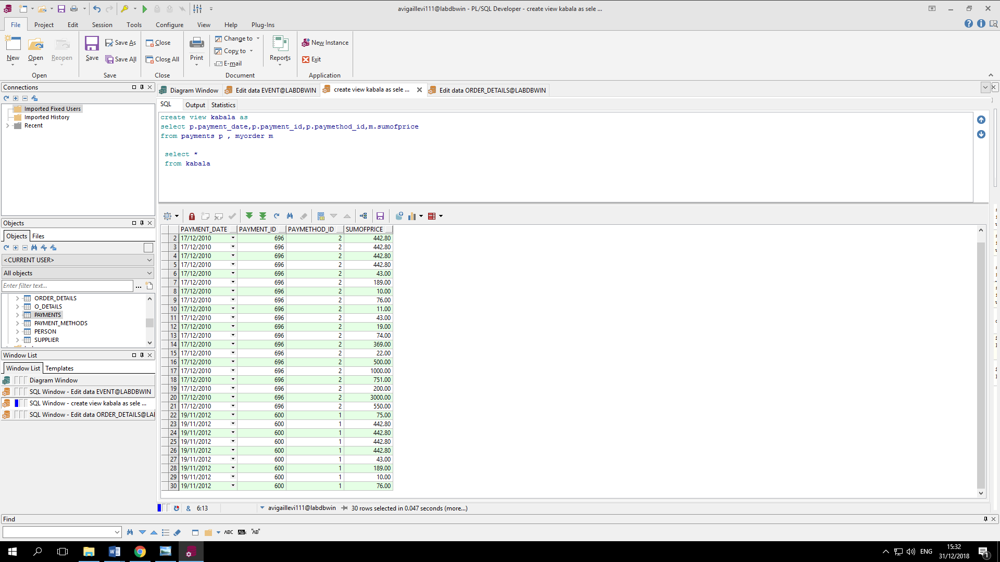 avigaillevi111@labdbwin - PL/SQL Developer - create view kabala as sele ...
File Project Edit Session Tools Configure View Help Plug-Ins
New Open Reopen Save Save As Save All Close Close All Print Change to Copy to E-mail Reports New Instance Exit
Open Save Close Document Application
Connections
Imported Fixed Users
Imported History
Recent
Diagram Window Edit data EVENT@LABDBWIN create view kabala as sele ... Edit data ORDER_DETAILS@LABDBWIN
SQL Output Statistics
create view kabala as
select p.payment_date,p.payment_id,p.paymethod_id,m.sumofprice
from payments p , myorder m
select *
from kabala
Objects
Objects Files
<CURRENT USER>
All objects
Enter filter text...
ORDER_DETAILS
O_DETAILS
PAYMENTS
PAYMENT_METHODS
PERSON
SUPPLIER
Window List
Window List Templates
Diagram Window
SQL Window - Edit data EVENT@LABDBWIN
SQL Window - create view kabala as sele ...
SQL Window - Edit data ORDER_DETAILS@LAI
PAYMENT_DATE PAYMENT_ID PAYMETHOD_ID SUMOFPRICE
2 17/12/2010 696 2 442.80
3 17/12/2010 696 2 442.80
4 17/12/2010 696 2 442.80
5 17/12/2010 696 2 442.80
6 17/12/2010 696 2 43.00
7 17/12/2010 696 2 189.00
8 17/12/2010 696 2 10.00
9 17/12/2010 696 2 76.00
10 17/12/2010 696 2 11.00
11 17/12/2010 696 2 43.00
12 17/12/2010 696 2 19.00
13 17/12/2010 696 2 74.00
14 17/12/2010 696 2 369.00
15 17/12/2010 696 2 22.00
16 17/12/2010 696 2 500.00
17 17/12/2010 696 2 1000.00
18 17/12/2010 696 2 751.00
19 17/12/2010 696 2 200.00
20 17/12/2010 696 2 3000.00
21 17/12/2010 696 2 550.00
22 19/11/2012 600 1 75.00
23 19/11/2012 600 1 442.80
24 19/11/2012 600 1 442.80
25 19/11/2012 600 1 442.80
26 19/11/2012 600 1 442.80
27 19/11/2012 600 1 43.00
28 19/11/2012 600 1 189.00
29 19/11/2012 600 1 10.00
30 19/11/2012 600 1 76.00
& 6:13 avigaillevi111@labdbwin 30 rows selected in 0.047 seconds (more...)
Find
ABC AB "AB"
ENG 15:32
31/12/2018 1